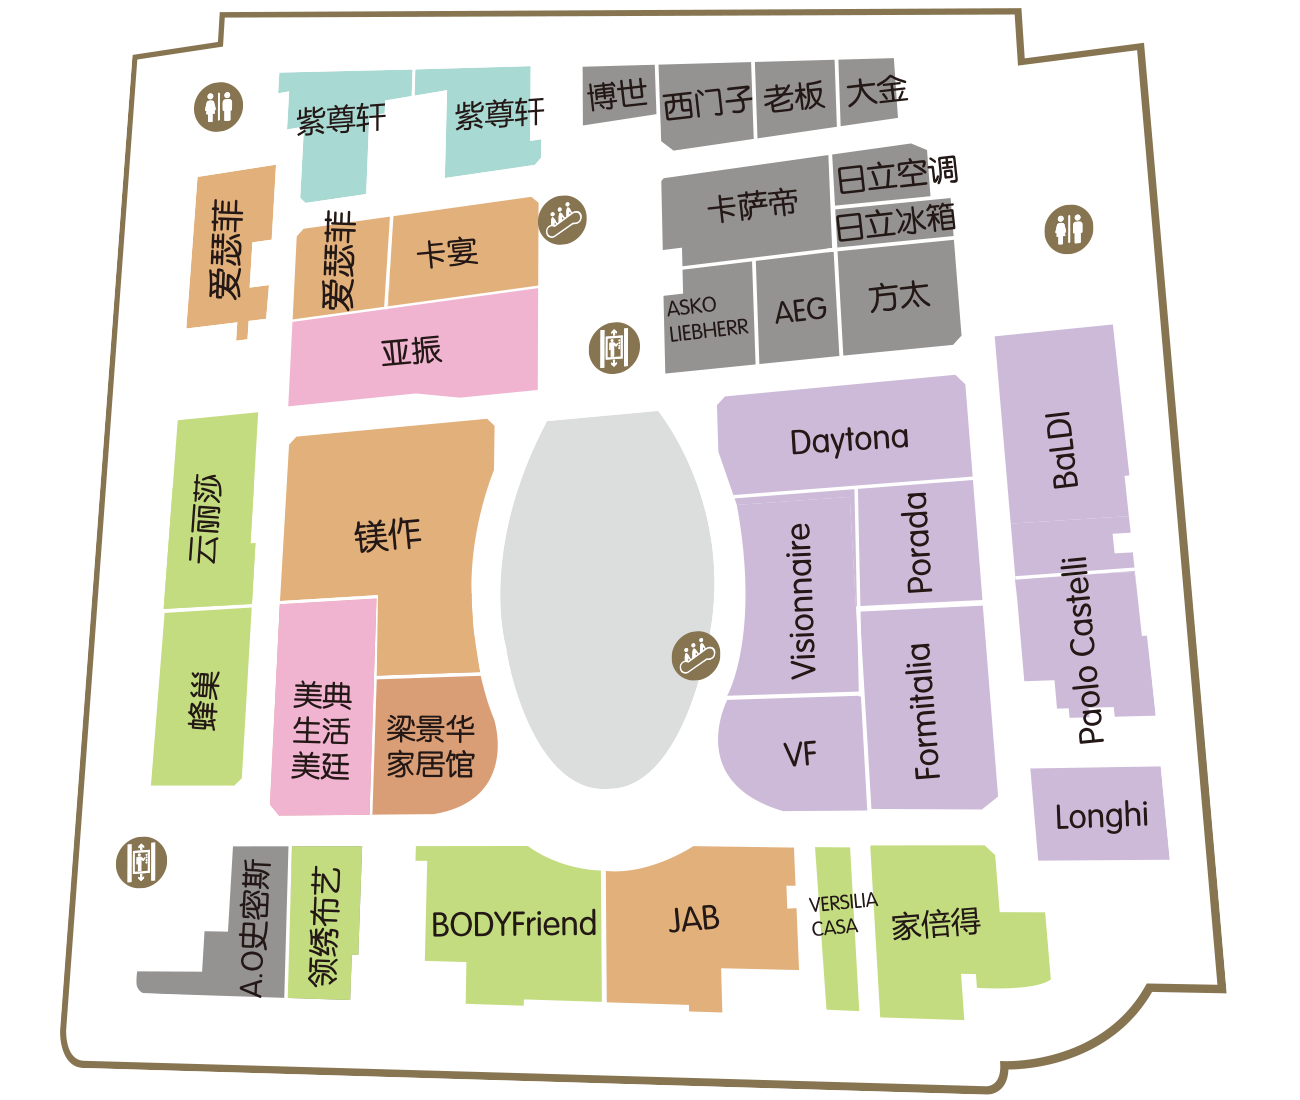 紫尊轩
紫尊轩
博世
西门子
老板
大金
爱瑟菲
爱瑟菲
卡宴
卡萨帝
日立空调
日立冰箱
亚振
ASKO
LIEBHERR
AEG
方太
云丽莎
镁作
Daytona
BaLDI
Visionnaire
Porada
蜂巢
美典
生活
美廷
梁景华
家居馆
VF
Formitalia
Paolo Castelli
Longhi
A.O史密斯
领绣布艺
BODYFriend
JAB
VERSILIA
CASA
家倍得